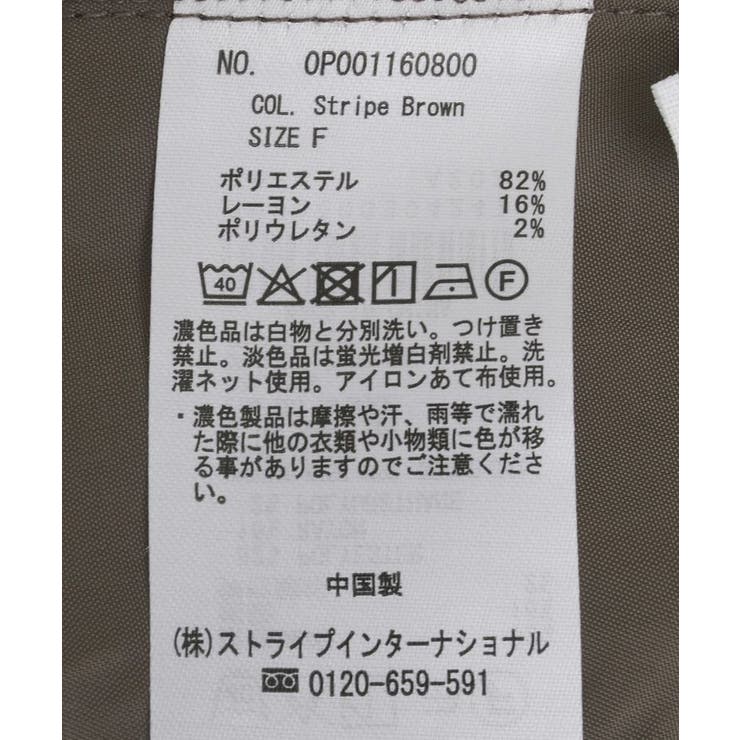 NO. OP001160800
COL. Stripe Brown
SIZE F
ポリエステル 82%
レーヨン 16%
ポリウレタン 2%
40 F
濃色品は白物と分別洗い。つけ置き
禁止。淡色品は蛍光増白剤禁止。洗
濯ネット使用。アイロンあて布使用。
・濃色製品は摩擦や汗、雨等で濡れ
た際に他の衣類や小物類に色が移
る事がありますのでご注意くださ
い。
中国製
(株)ストライプインターナショナル
0120-659-591